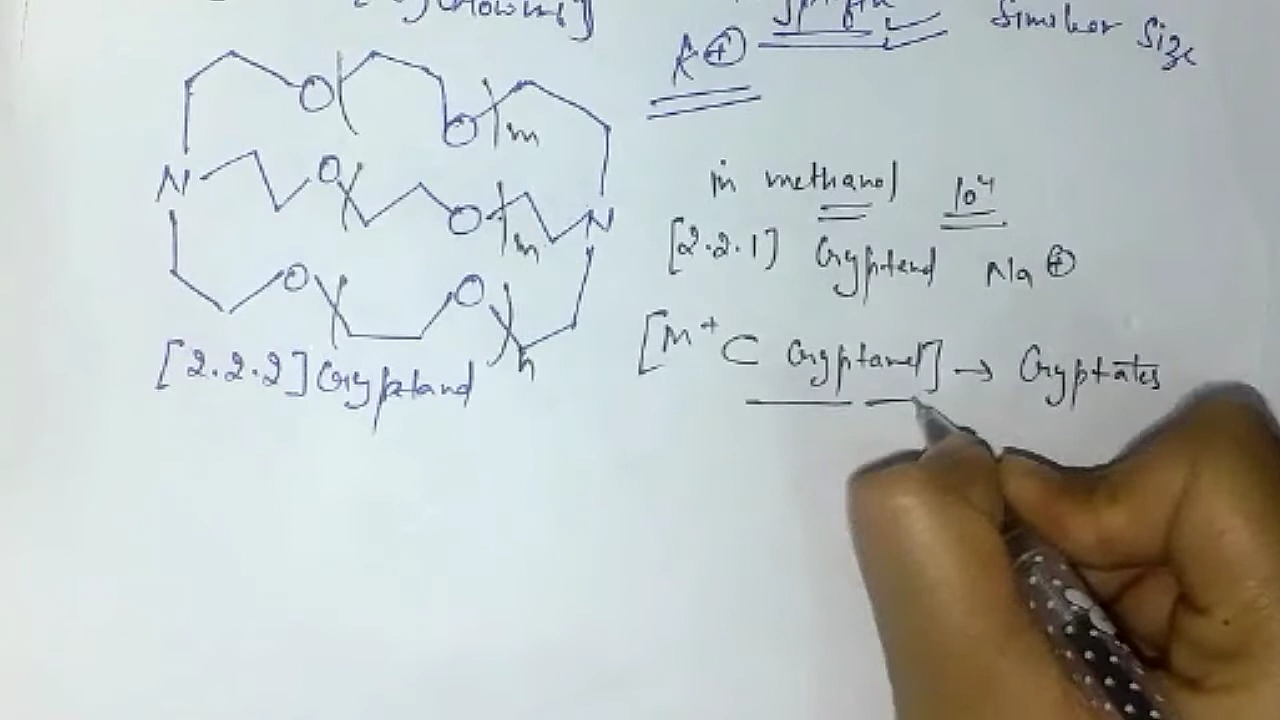 Similar Size
K⊕
O O m
N O O m N
O O n
[2.2.2] Cryptand
in methanol 10⁴
[2.2.1] Cryptand Na⊕
[M⁺ ⊂ Cryptand] → Cryptates